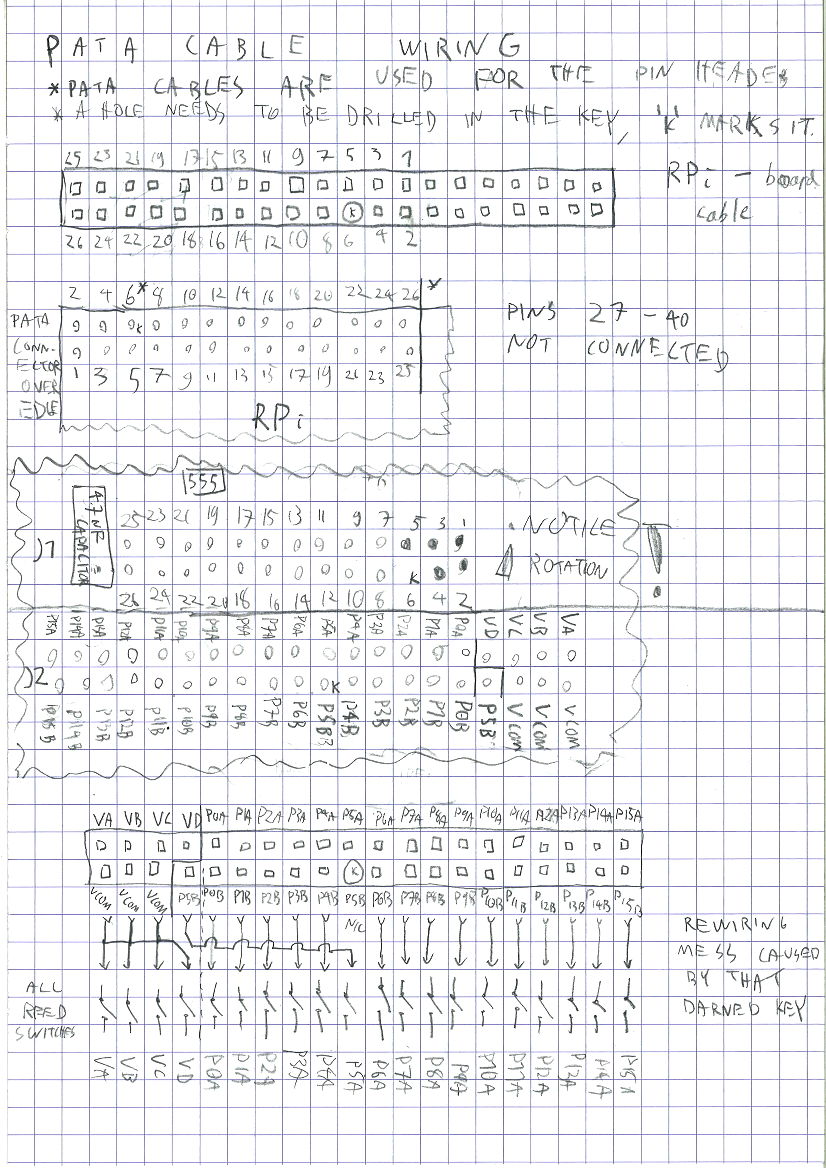 PATA CABLE WIRING
*PATA CABLES ARE USED FOR THE PIN HEADER
* A HOLE NEEDS TO BE DRILLED IN THE KEY, "K" MARKS IT.
25 23 21 19 17 15 13 11 9 7 5 3 1
RPi - board
cable
K
26 24 22 20 18 16 14 12 10 8 6 4 2
2 4 6* 8 10 12 14 16 18 20 22 24 26 *
PATA
CONN-
ECTOR
OVER
EDGE
K
1 3 5 7 9 11 13 15 17 19 21 23 25
RPi
PINS 27-40
NOT CONNECTED
555
4.7NF
CAPACITOR
25 23 21 19 17 15 13 11 9 7 5 3 1
J1
K
26 24 22 20 18 16 14 12 10 8 6 4 2
NOTICE
ROTATION
!
P15A P14A P13A P12A P11A P10A P9A P8A P7A P6A P5A P4A P3A P2A P1A P0A VD VC VB VA
J2
K
P15B P14B P13B P12B P11B P10B P9B P8B P7B P6B P5B P4B P3B P2B P1B P0B P5B VCOM VCOM VCOM
VA VB VC VD P0A P1A P2A P3A P4A P5A P6A P7A P8A P9A P10A P11A P12A P13A P14A P15A
K
VCOM VCOM VCOM P5B P0B P1B P2B P3B P4B P5B P6B P7B P8B P9B P10B P11B P12B P13B P14B P15B
N/C
REWIRING
MESS CAUSED
BY THAT
DARNED KEY
ALL
REED
SWITCHES
VA VB VC VD P0A P1A P2A P3A P4A P5A P6A P7A P8A P9A P10A P11A P12A P13A P14A P15A